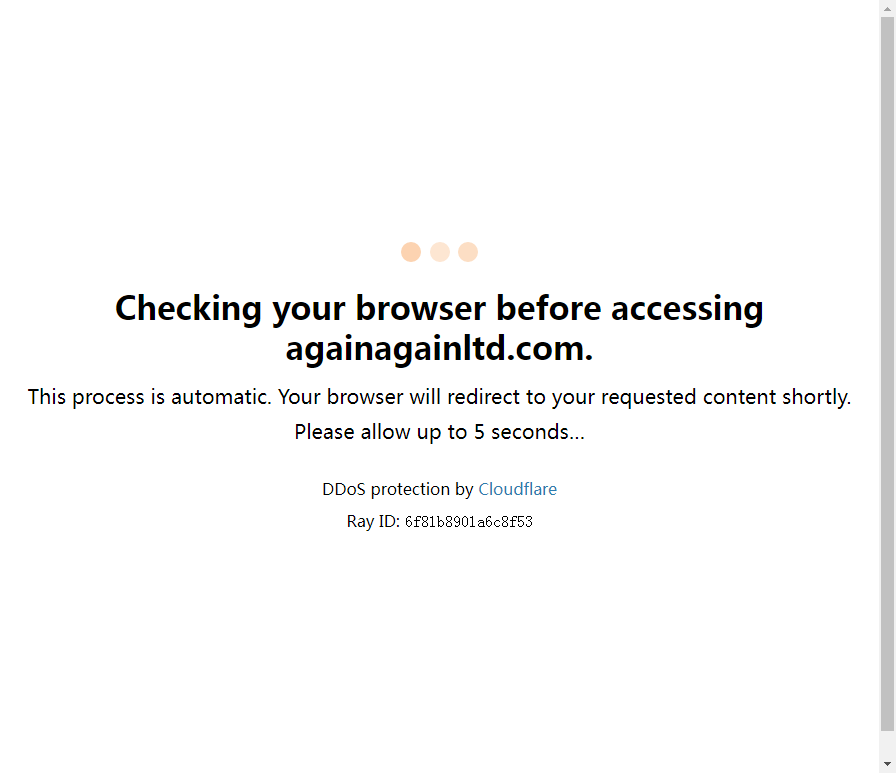 Checking your browser before accessing
againagainltd.com.
This process is automatic. Your browser will redirect to your requested content shortly.
Please allow up to 5 seconds…
DDoS protection by Cloudflare
Ray ID: 6f81b8901a6c8f53